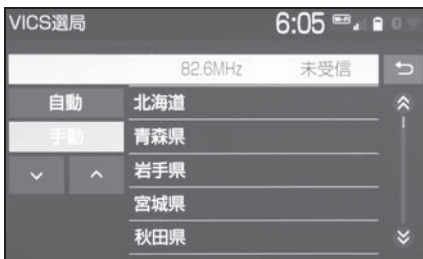 VICS選局 6:05
82.6MHz 未受信
自動 北海道
手動 青森県
岩手県
宮城県
秋田県